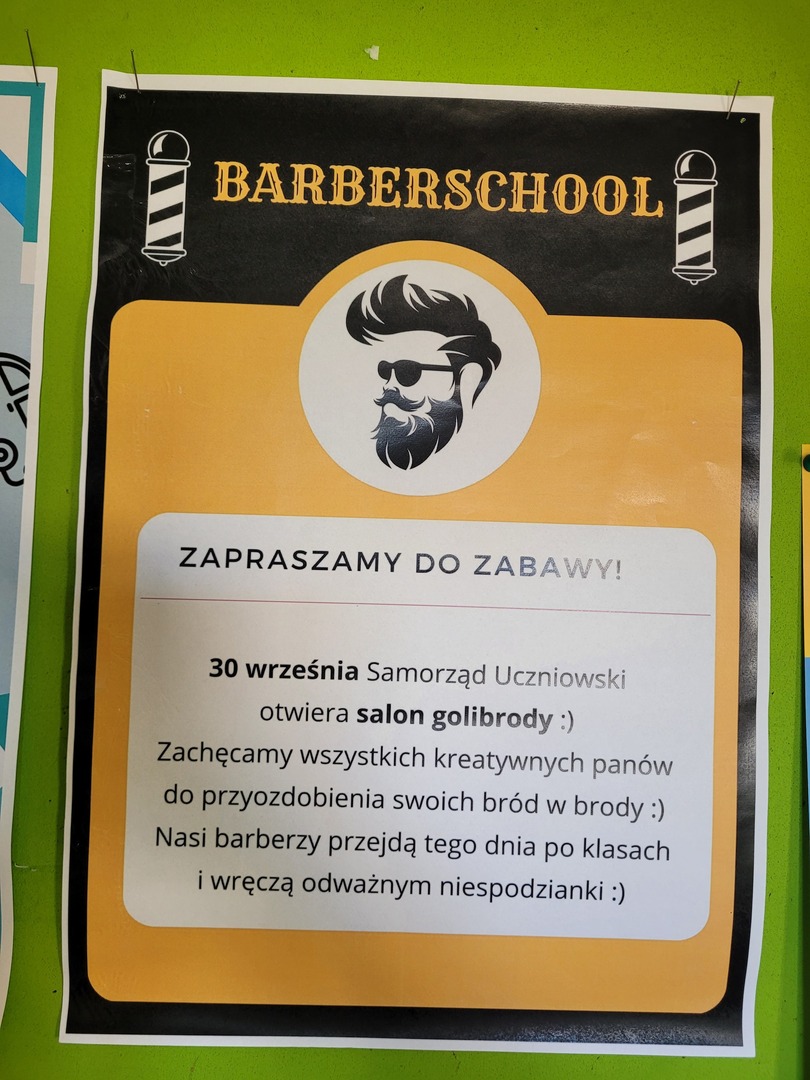 BARBERSCHOOL
ZAPRASZAMY DO ZABAWY!
30 września Samorząd Uczniowski
otwiera salon golibrody :)
Zachęcamy wszystkich kreatywnych panów
do przyozdobienia swoich bród w brody :)
Nasi barberzy przejdą tego dnia po klasach
i wręczą odważnym niespodzianki :)